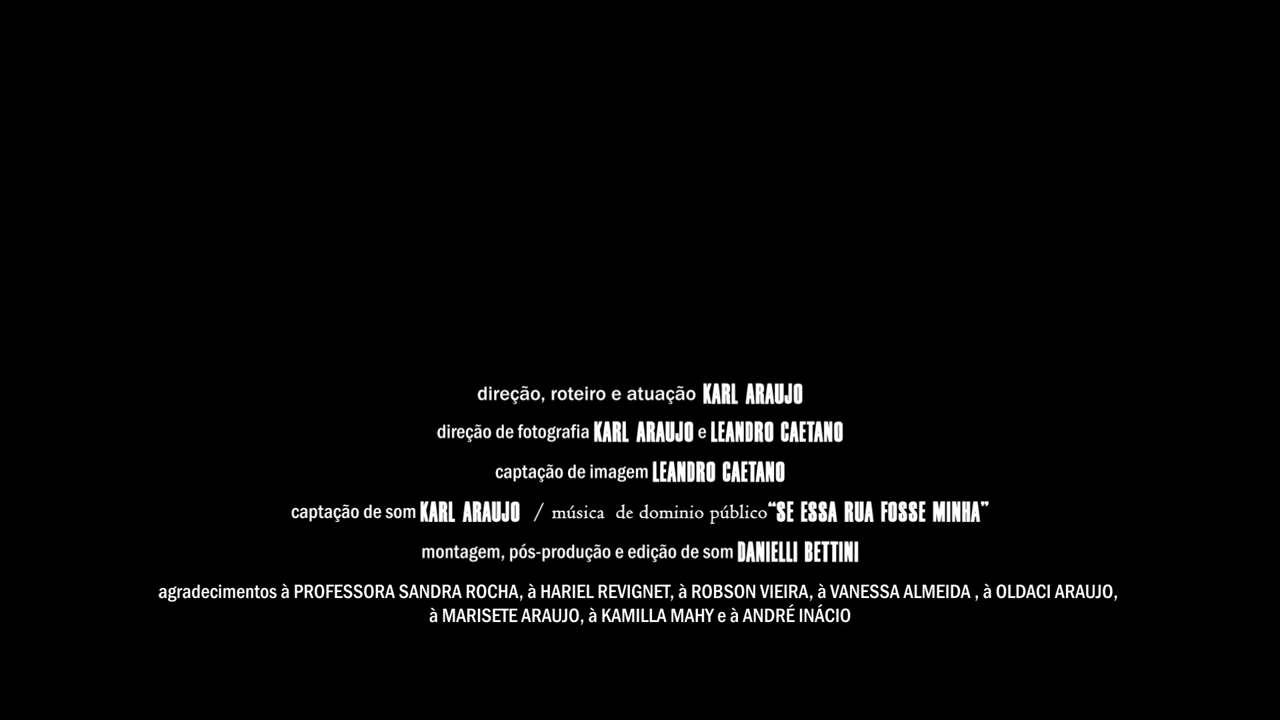 direção, roteiro e atuação KARL ARAUJO
direção de fotografia KARL ARAUJO e LEANDRO CAETANO
captação de imagem LEANDRO CAETANO
captação de som KARL ARAUJO / música de dominio público“SE ESSA RUA FOSSE MINHA”
montagem, pós-produção e edição de som DANIELLI BETTINI
agradecimentos à PROFESSORA SANDRA ROCHA, à HARIEL REVIGNET, à ROBSON VIEIRA, à VANESSA ALMEIDA , à OLDACI ARAUJO,
à MARISETE ARAUJO, à KAMILLA MAHY e à ANDRÉ INÁCIO